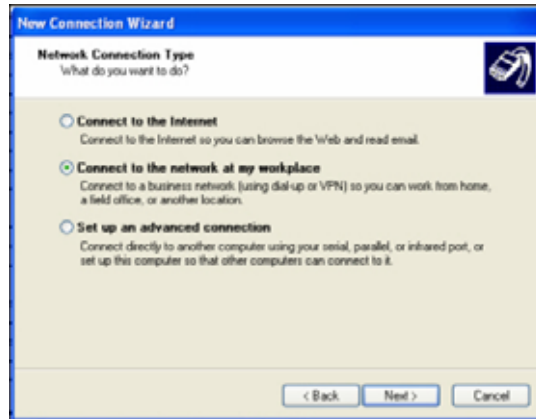 New Connection Wizard
Network Connection Type
What do you want to do?
Connect to the Internet
Connect to the Internet so you can browse the Web and read email.
Connect to the network at my workplace
Connect to a business network (using dial-up or VPN) so you can work from home,
a field office, or another location.
Set up an advanced connection
Connect directly to another computer using your serial, parallel, or infrared port, or
set up this computer so that other computers can connect to it.
< Back
Next >
Cancel